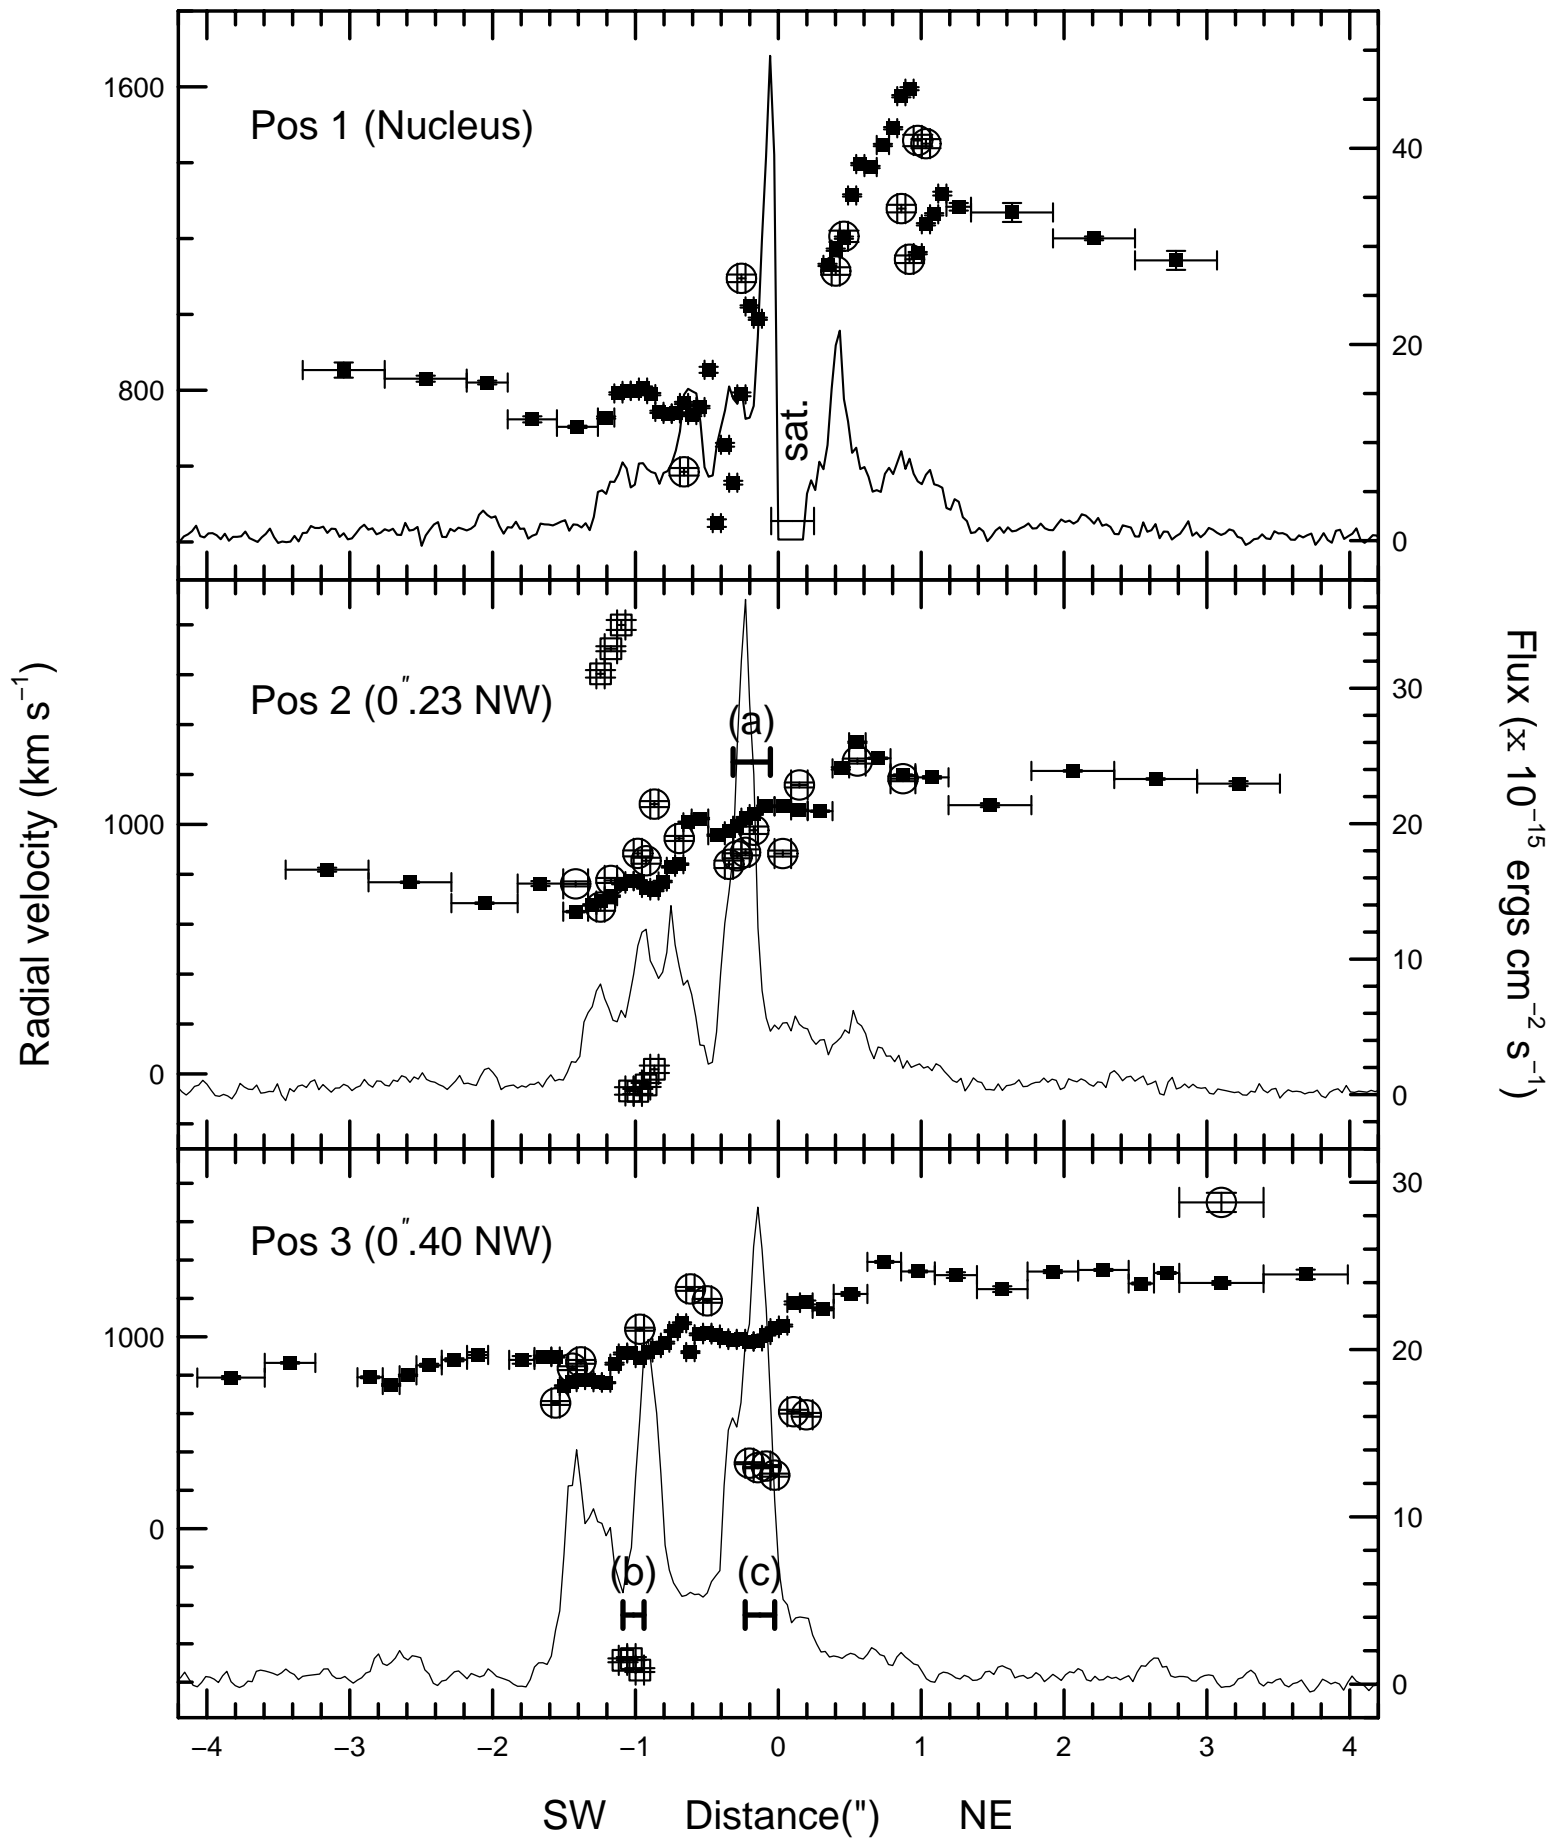 1600
800
Pos 1 (Nucleus)
sat.
40
20
0
Pos 2 (0″.23 NW)
(a)
1000
0
30
20
10
0
Radial velocity (km s⁻¹)
Flux (x 10⁻¹⁵ ergs cm⁻² s⁻¹)
Pos 3 (0″.40 NW)
1000
0
(b)
(c)
30
20
10
0
−4 −3 −2 −1 0 1 2 3 4
SW Distance(") NE